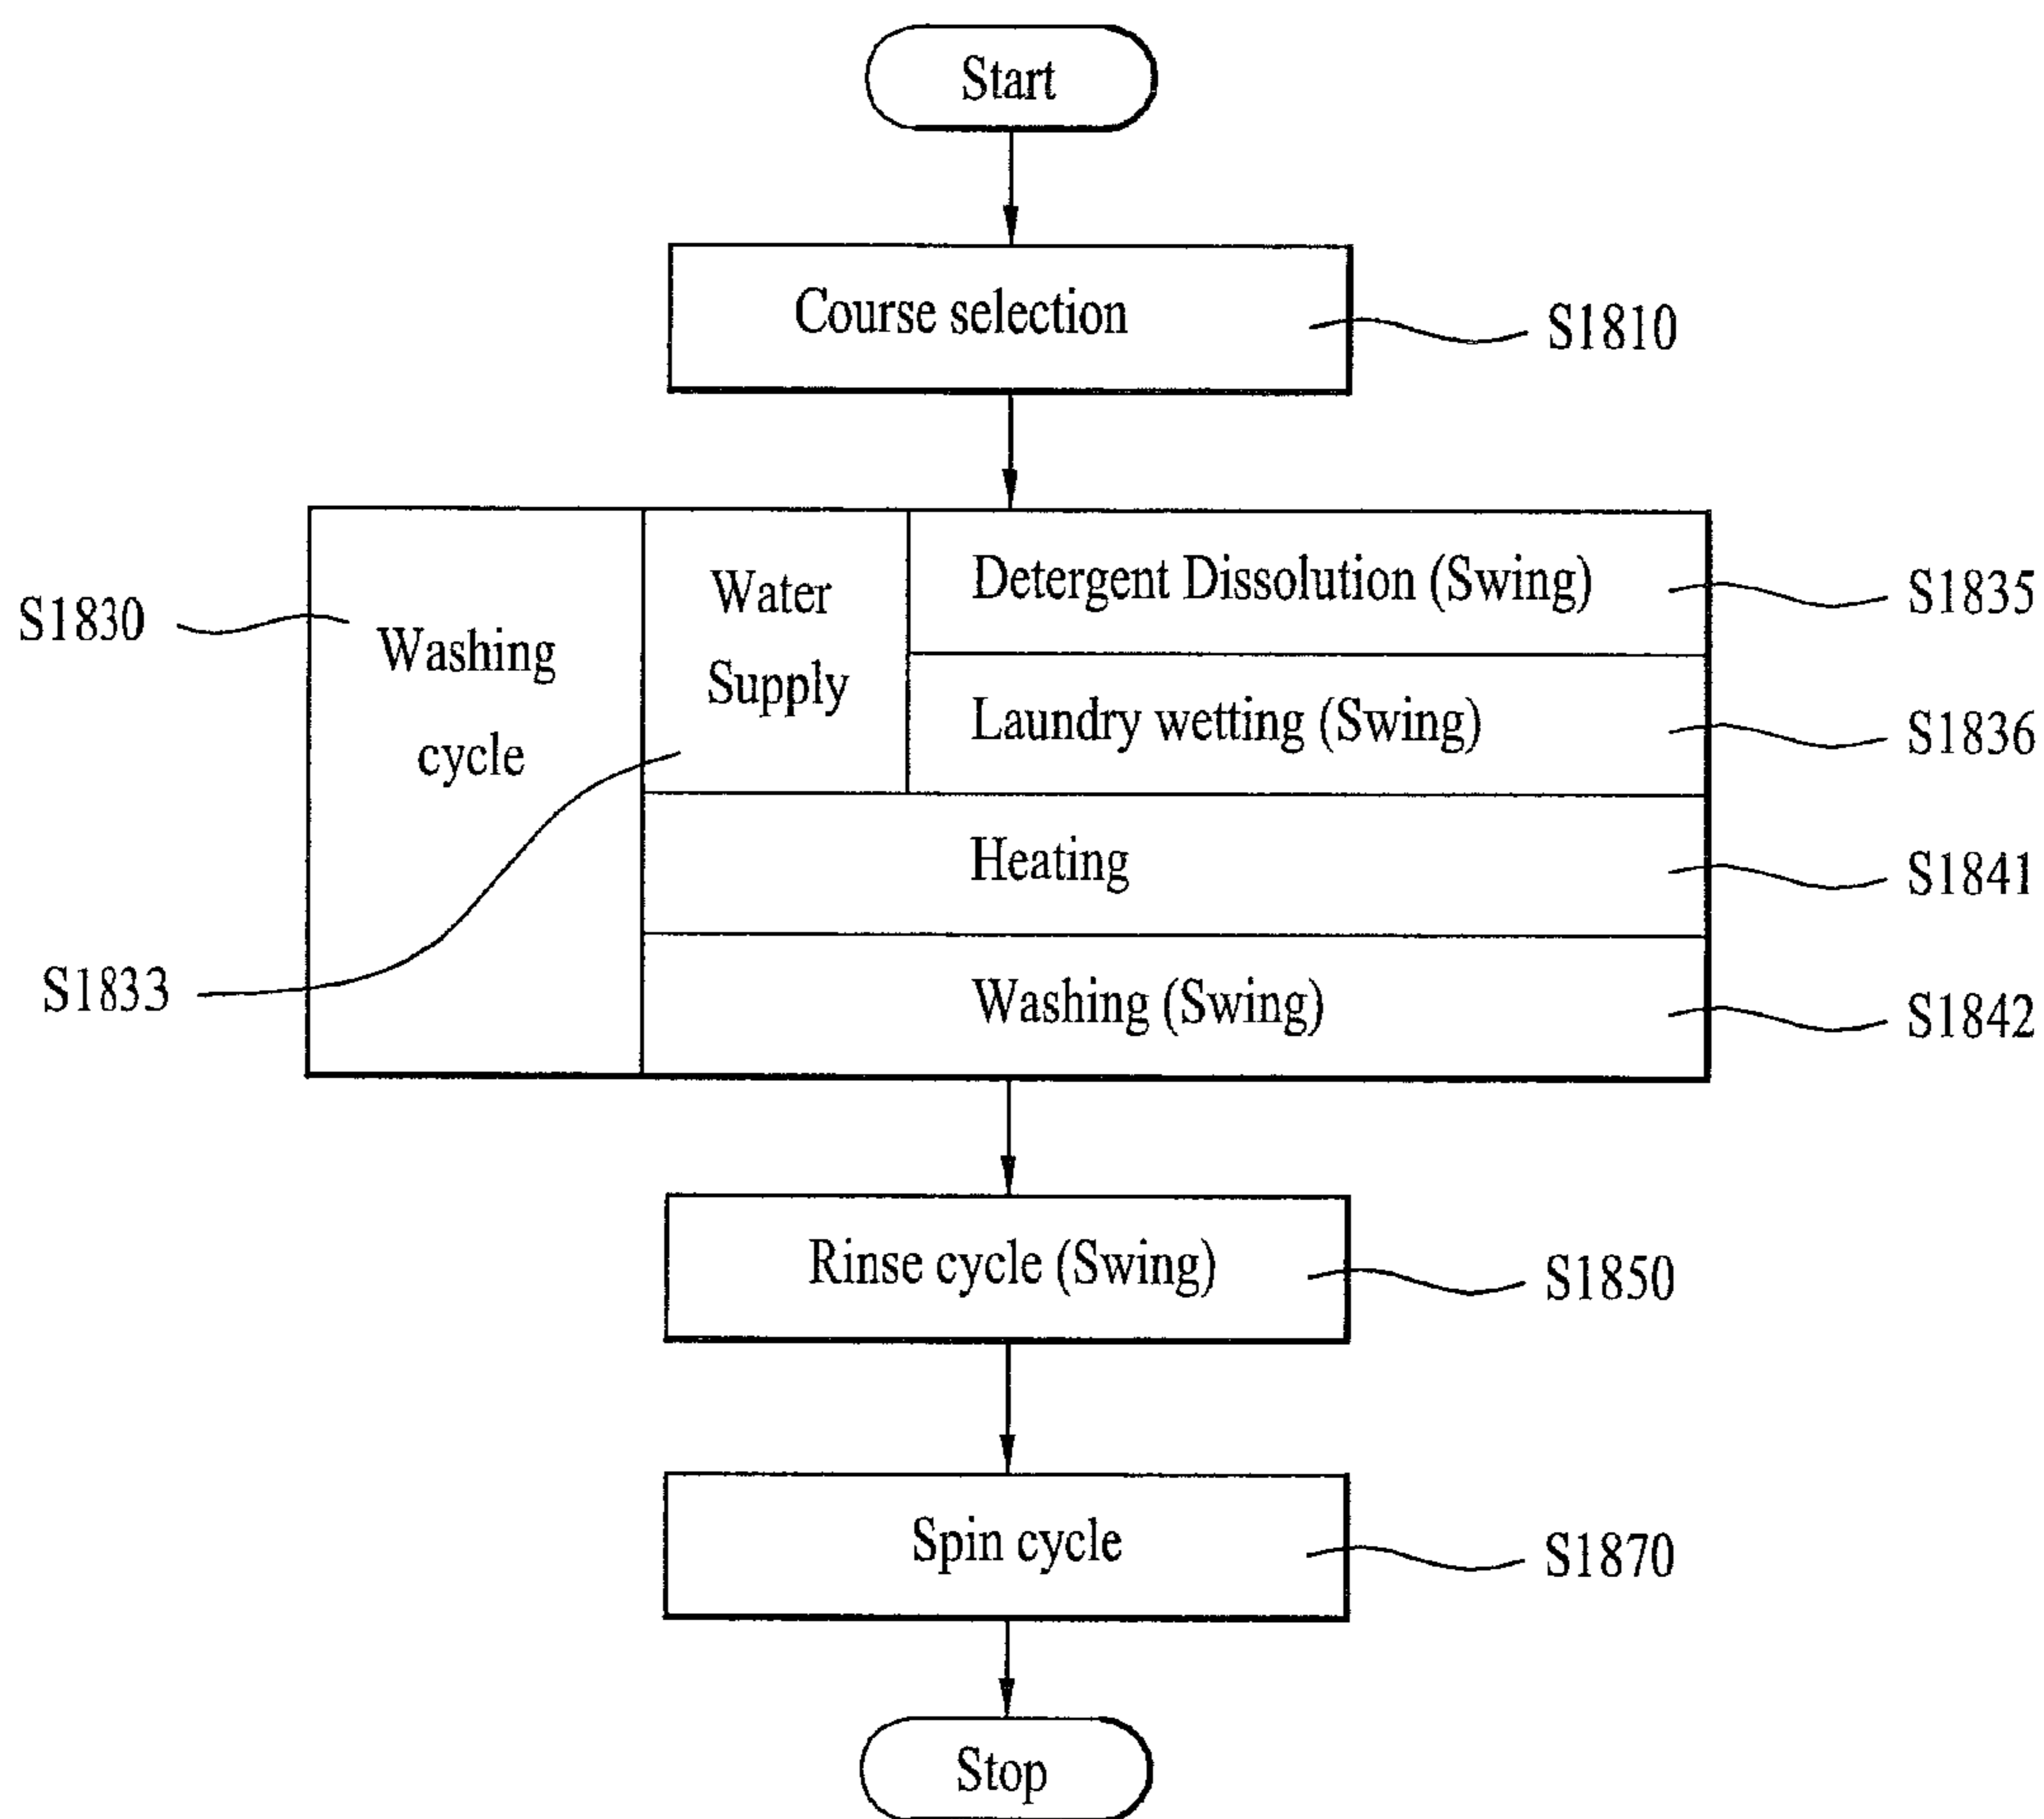 Start
Course selection
S1810
S1830
Washing
cycle
Water
Supply
S1833
Detergent Dissolution (Swing)
S1835
Laundry wetting (Swing)
S1836
Heating
S1841
Washing (Swing)
S1842
Rinse cycle (Swing)
S1850
Spin cycle
S1870
Stop